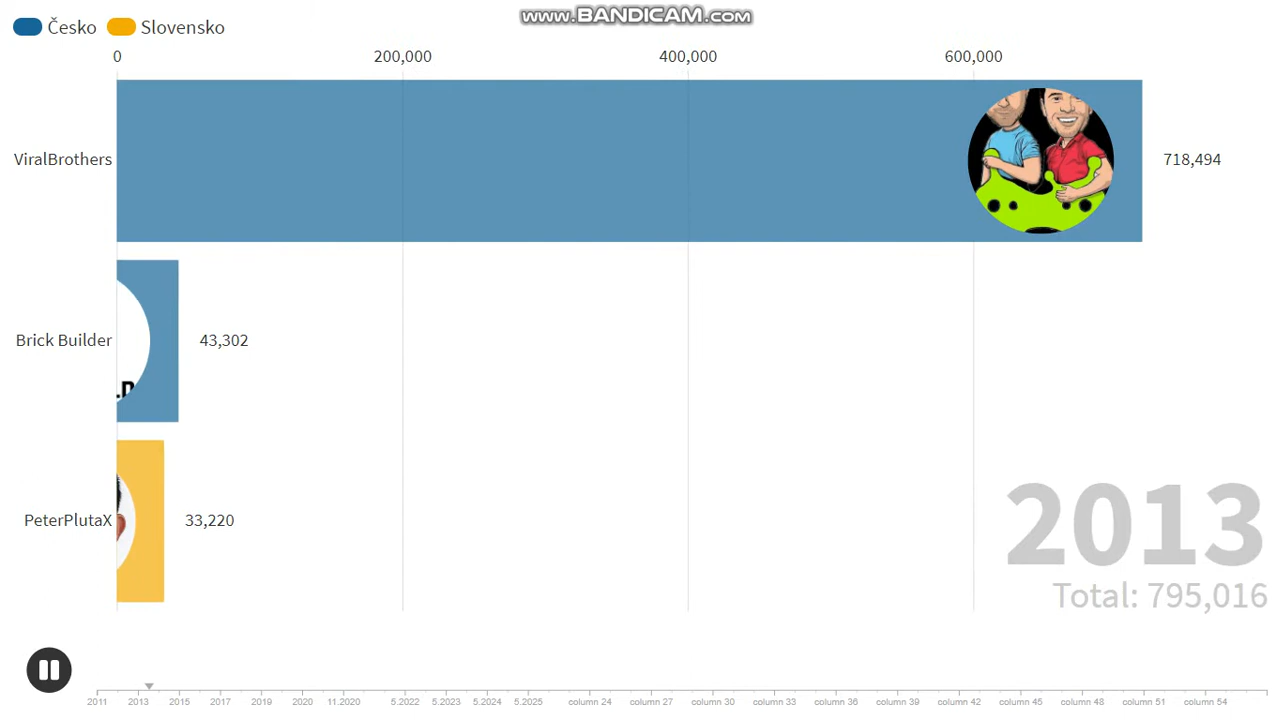 www.BANDICAM.com
Česko Slovensko
0 200,000 400,000 600,000
ViralBrothers 718,494
Brick Builder 43,302
PeterPlutaX 33,220
2013
Total: 795,016
2011 2013 2015 2017 2019 2020 11.2020 5.2022 5.2023 5.2024 5.2025 column 24 column 27 column 30 column 33 column 36 column 39 column 42 column 45 column 48 column 51 column 54